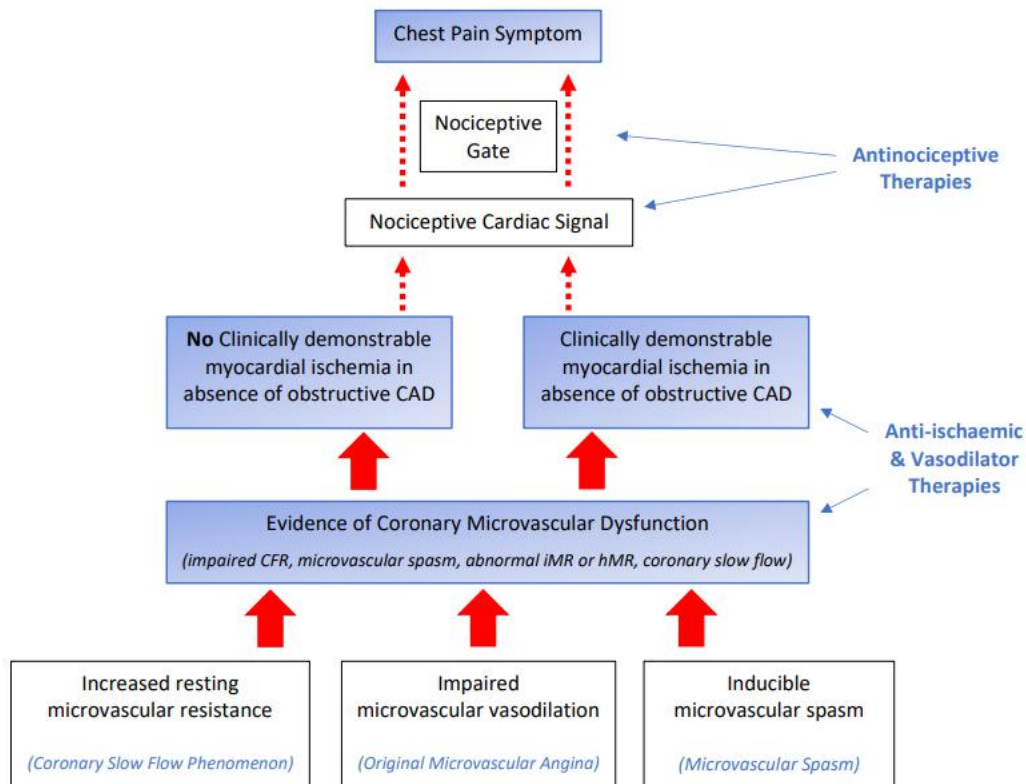 Chest Pain Symptom
Nociceptive
Gate
Antinociceptive
Therapies
Nociceptive Cardiac Signal
No Clinically demonstrable
myocardial ischemia in
absence of obstructive CAD
Clinically demonstrable
myocardial ischemia in
absence of obstructive CAD
Anti-ischaemic
& Vasodilator
Therapies
Evidence of Coronary Microvascular Dysfunction
(impaired CFR, microvascular spasm, abnormal iMR or hMR, coronary slow flow)
Increased resting
microvascular resistance
(Coronary Slow Flow Phenomenon)
Impaired
microvascular vasodilation
(Original Microvascular Angina)
Inducible
microvascular spasm
(Microvascular Spasm)